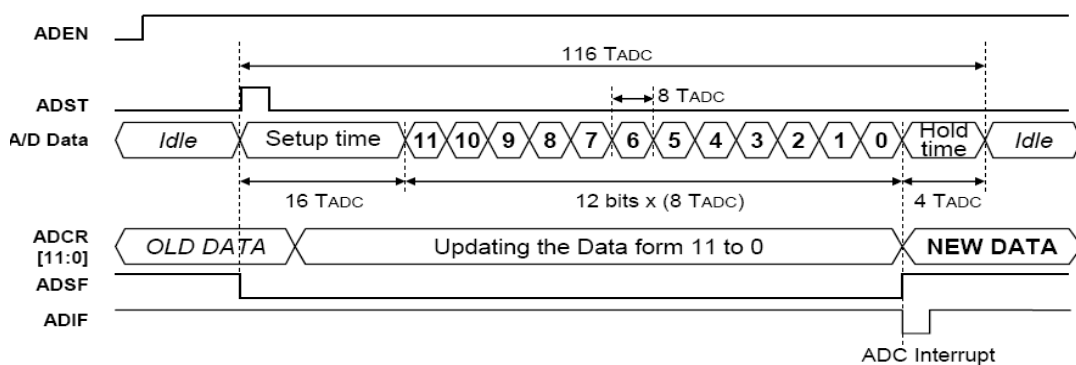 ADEN
116 TADC
ADST
8 TADC
A/D Data Idle Setup time 11 10 9 8 7 6 5 4 3 2 1 0 Hold time Idle
16 TADC 12 bits x (8 TADC) 4 TADC
ADCR [11:0] OLD DATA Updating the Data form 11 to 0 NEW DATA
ADSF
ADIF
ADC Interrupt